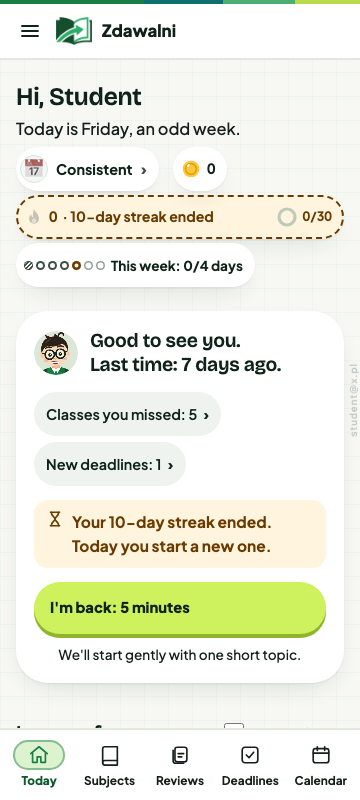 Zdawalni
Hi, Student
Today is Friday, an odd week.
17 Consistent ›
0
0 · 10-day streak ended 0/30
This week: 0/4 days
Good to see you.
Last time: 7 days ago.
Classes you missed: 5 ›
New deadlines: 1 ›
Your 10-day streak ended.
Today you start a new one.
I'm back: 5 minutes
We'll start gently with one short topic.
student@x.pl
Today Subjects Reviews Deadlines Calendar